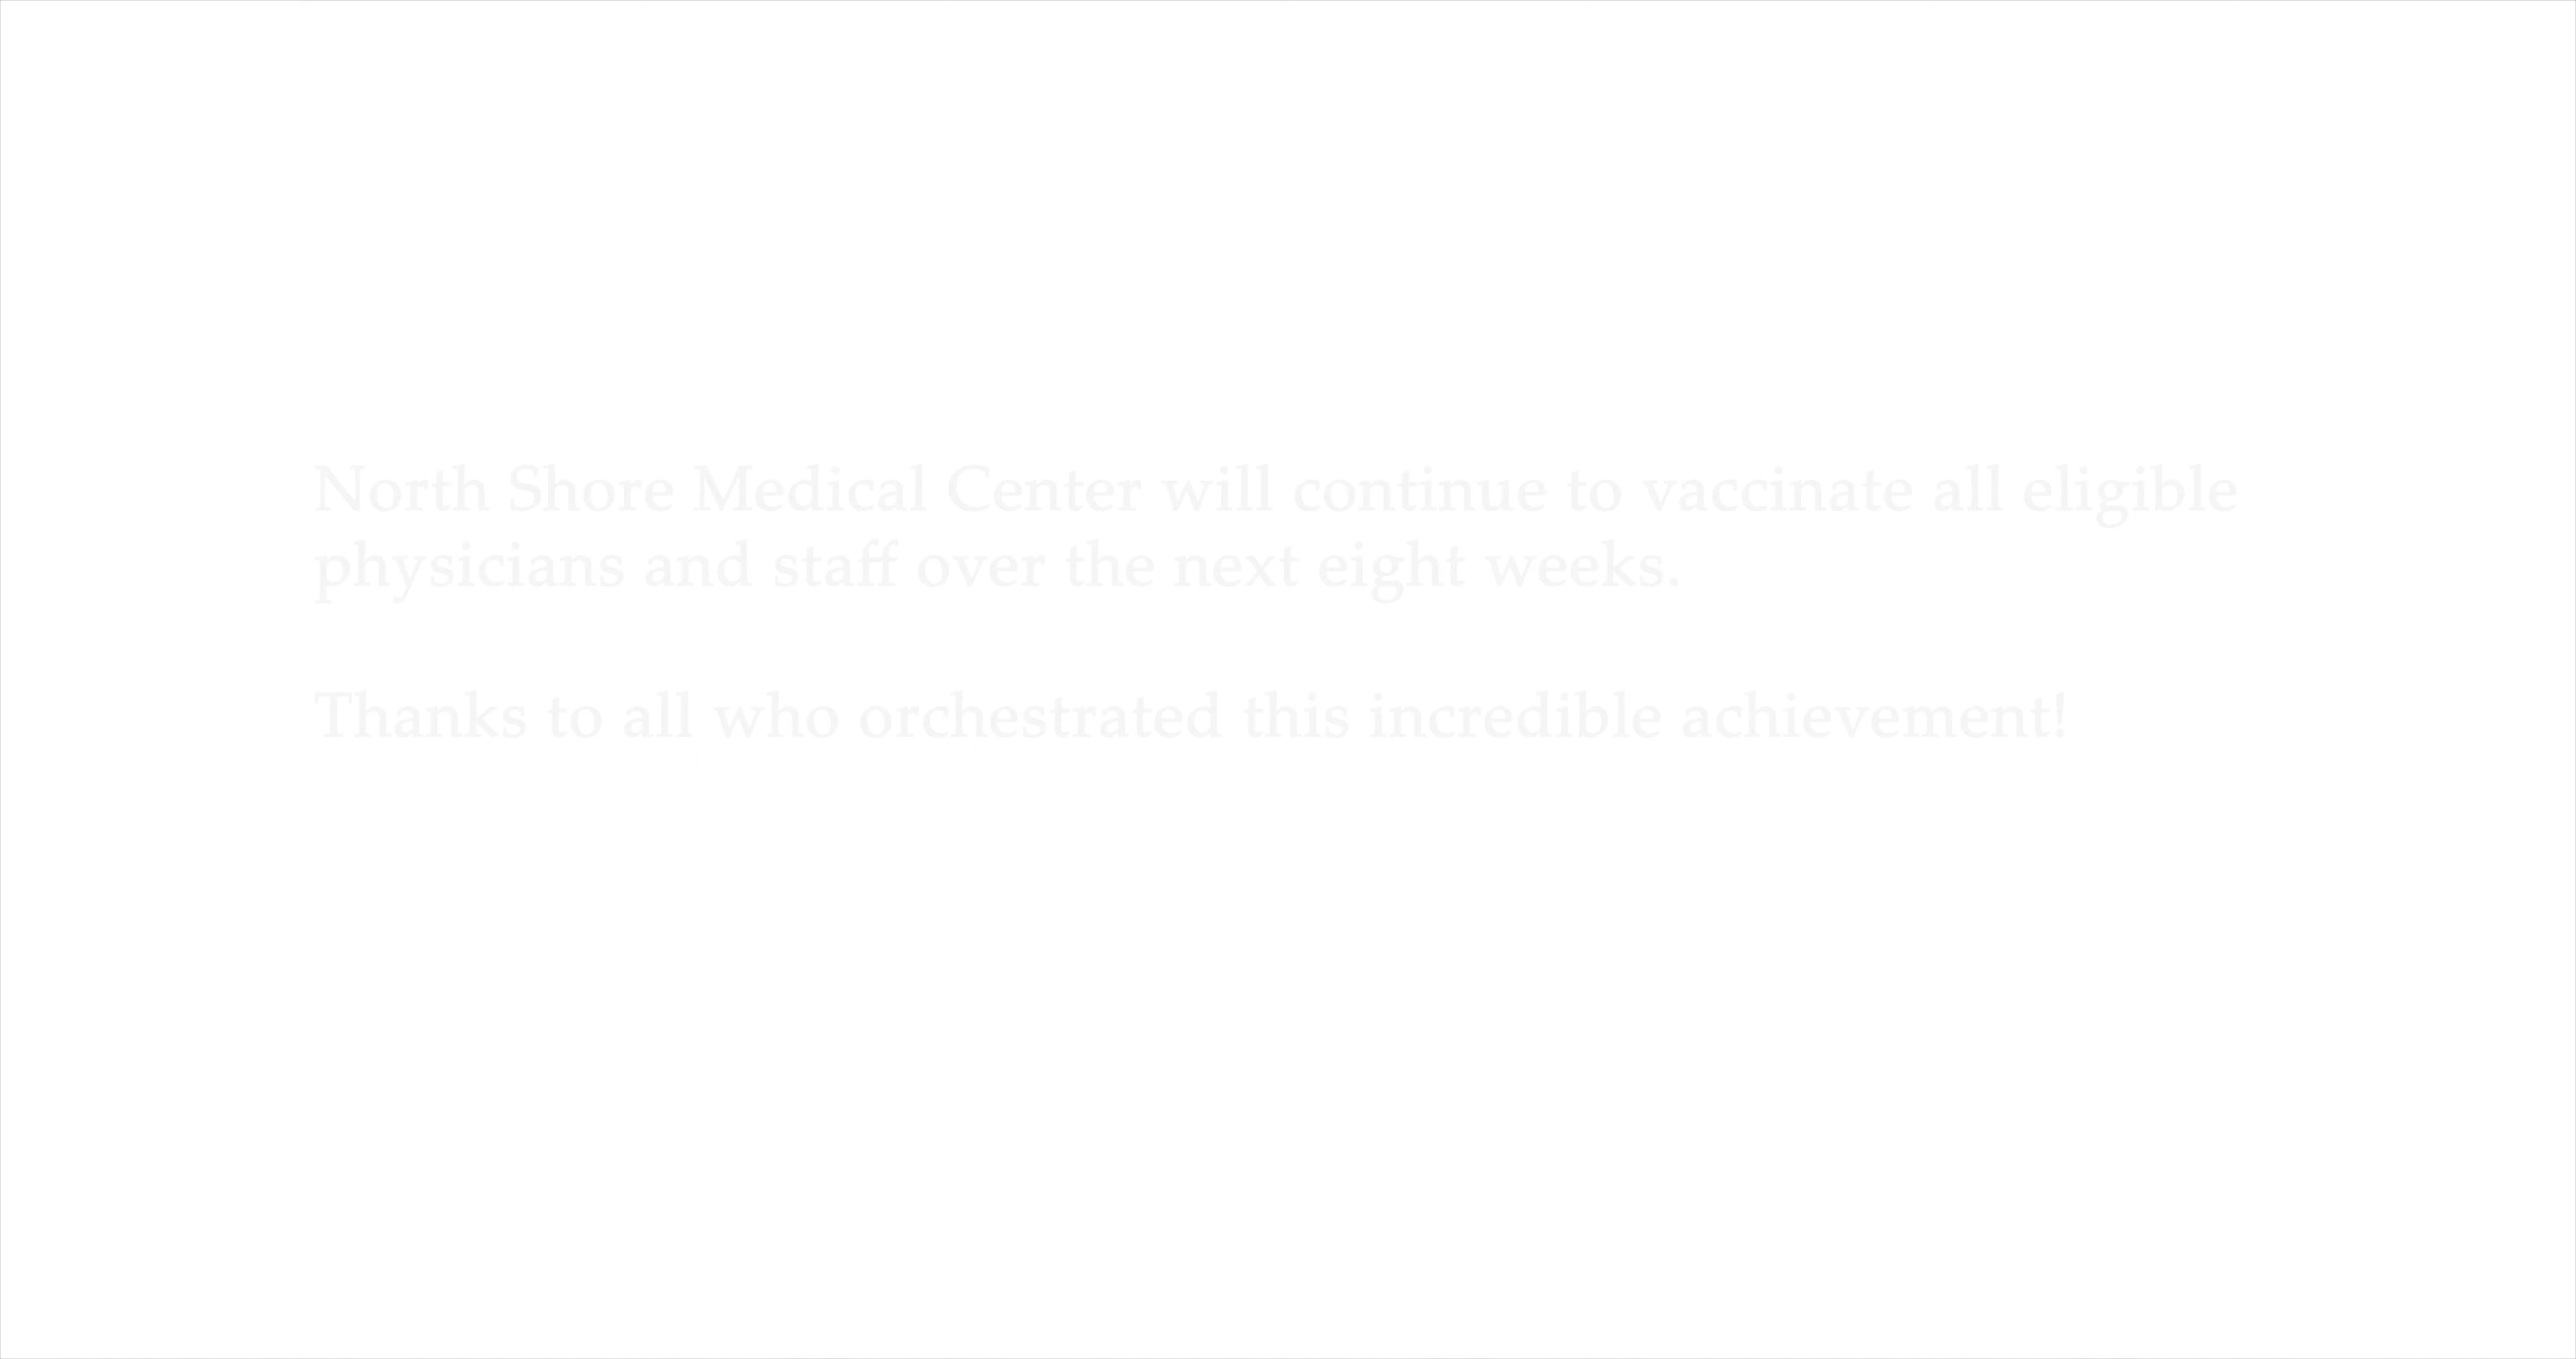 North Shore Medical Center will continue to vaccinate all eligible
physicians and staff over the next eight weeks.
Thanks to all who orchestrated this incredible achievement!